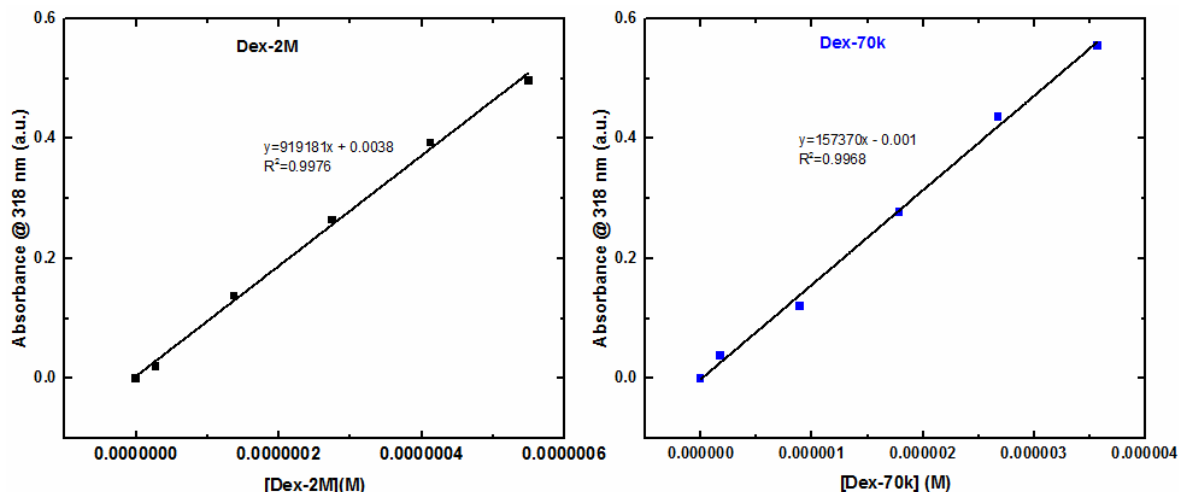 Dex-2M
y=919181x + 0.0038
R²=0.9976
0.6
0.4
0.2
0.0
Absorbance @ 318 nm (a.u.)
0.0000000
0.0000002
0.0000004
0.0000006
[Dex-2M](M)
Dex-70k
y=157370x - 0.001
R²=0.9968
0.6
0.4
0.2
0.0
Absorbance @ 318 nm (a.u.)
0.000000
0.000001
0.000002
0.000003
0.000004
[Dex-70k] (M)